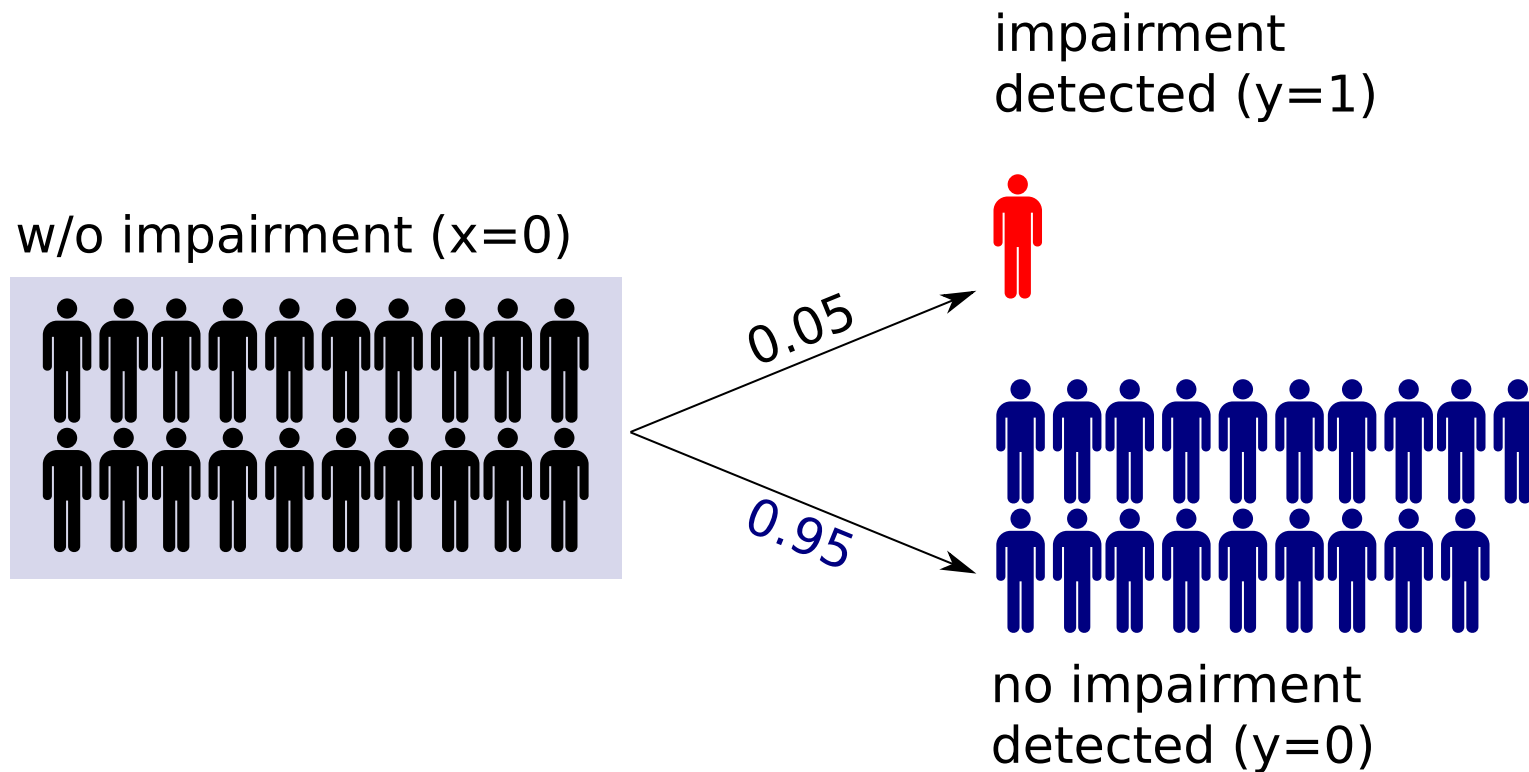 impairment
detected (y=1)
w/o impairment (x=0)
0.05
0.95
no impairment
detected (y=0)